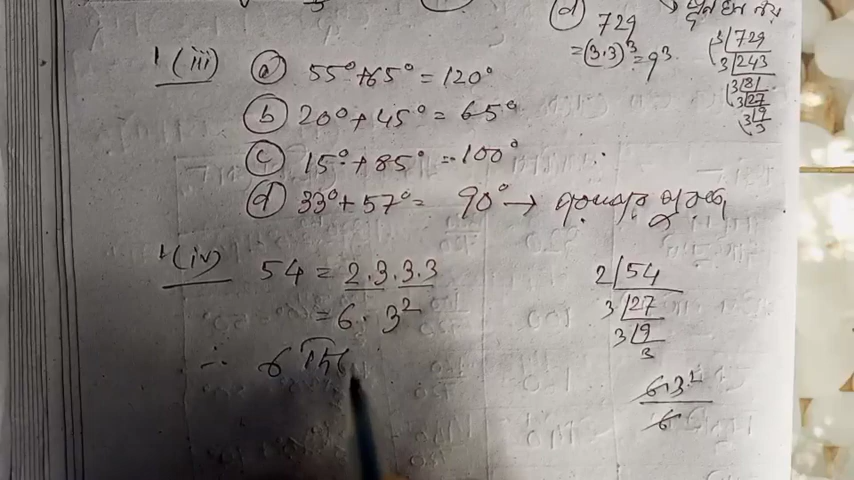 (d) 729
= (3.3)³ = 9³
3 | 729
3 | 243
3 | 81
3 | 27
3 | 9
3
1 (iii) (a) 55° + 65° = 120°
(b) 20° + 45° = 65°
(c) 15° + 85° = 100°
(d) 33° + 57° = 90° →
1 (iv) 54 = 2.3.3.3
= 6. 3²
∴ 6 দিয়ে
2 | 54
3 | 27
3 | 9
3
6.3²
6